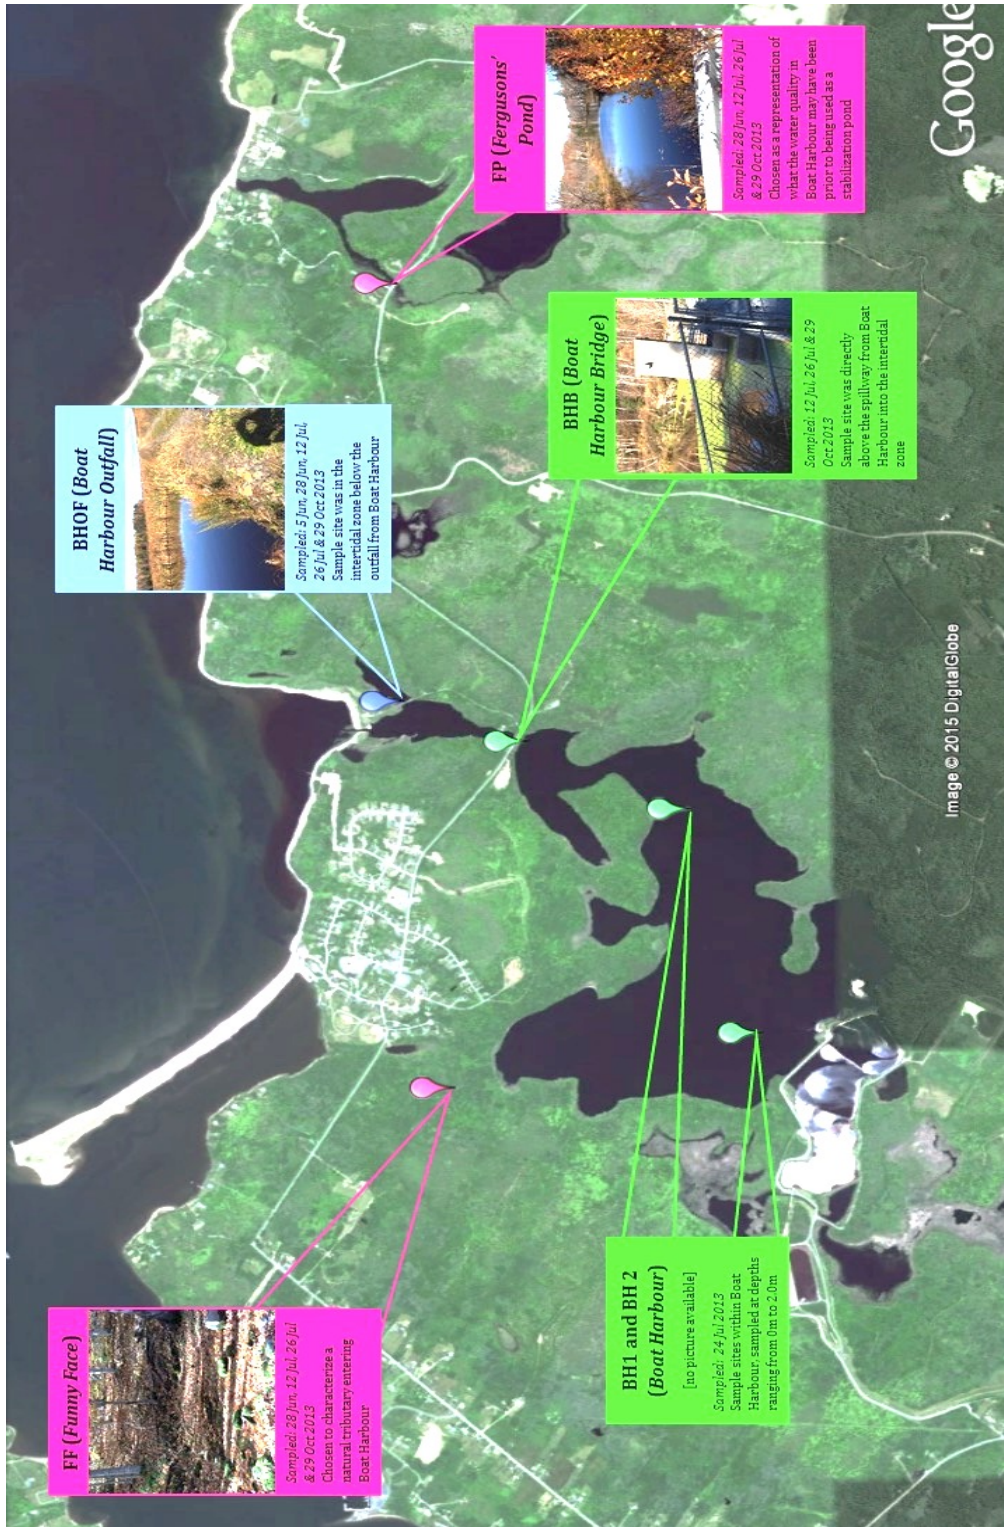 FF (Funny Face)
Sampled: 28 Jun, 12 Jul, 26 Jul
& 29 Oct 2013
Chosen to characterize a
natural tributary entering
Boat Harbour
BHOF (Boat
Harbour Outfall)
Sampled: 5 Jun, 28 Jun, 12 Jul,
26 Jul & 29 Oct 2013
Sample site was in the
intertidal zone below the
outfall from Boat Harbour
FP (Fergusons'
Pond)
Sampled: 28 Jun, 12 Jul, 26 Jul
& 29 Oct 2013
Chosen as a representation of
what the water quality in
Boat Harbour may have been
prior to being used as a
stabilization pond
BHB (Boat
Harbour Bridge)
Sampled: 12 Jul, 26 Jul & 29
Oct 2013
Sample site was directly
above the spillway from Boat
Harbour into the intertidal
zone
BH1 and BH 2
(Boat Harbour)
[no picture available]
Sampled: 24 Jul 2013
Sample sites within Boat
Harbour, sampled at depths
ranging from 0m to 2.0m
Image © 2015 DigitalGlobe
Google